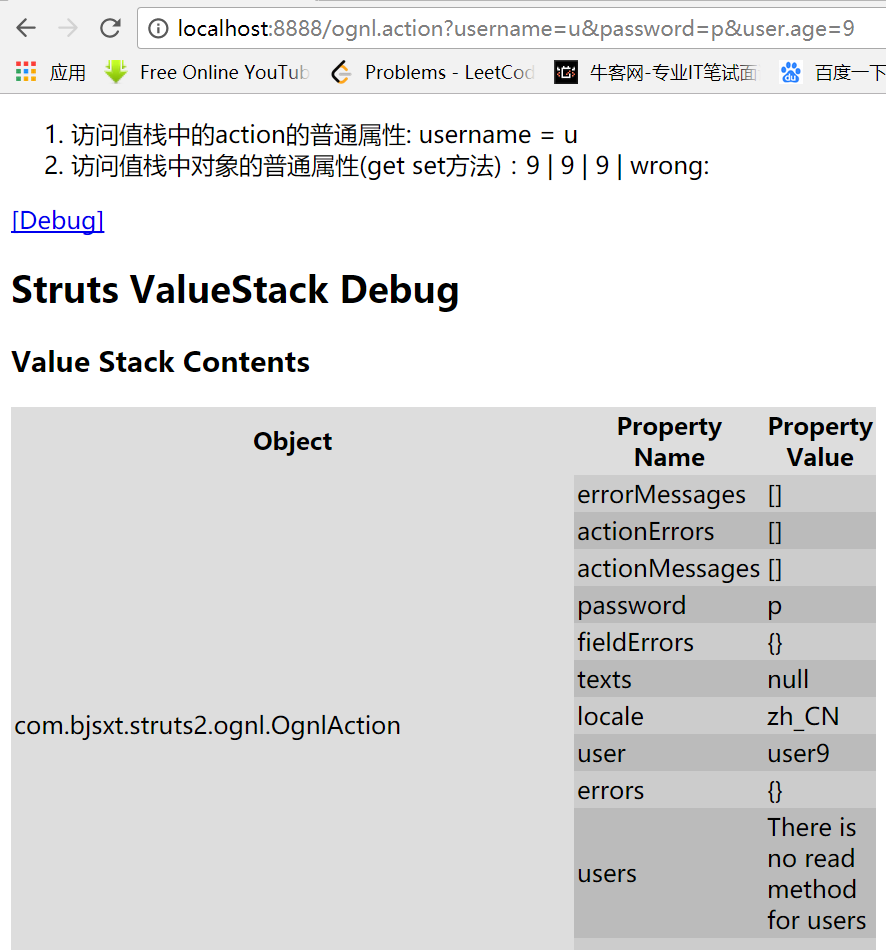 localhost:8888/ognl.action?username=u&password=p&user.age=9
应用 Free Online YouTub Problems - LeetCod 牛客网-专业IT笔试面 百度一下
1. 访问值栈中的action的普通属性: username = u
2. 访问值栈中对象的普通属性(get set方法)：9 | 9 | 9 | wrong:
[Debug]
Struts ValueStack Debug
Value Stack Contents
Object
Property Name
Property Value
com.bjsxt.struts2.ognl.OgnlAction
errorMessages []
actionErrors []
actionMessages []
password p
fieldErrors {}
texts null
locale zh_CN
user user9
errors {}
users
There is
no read
method
for users